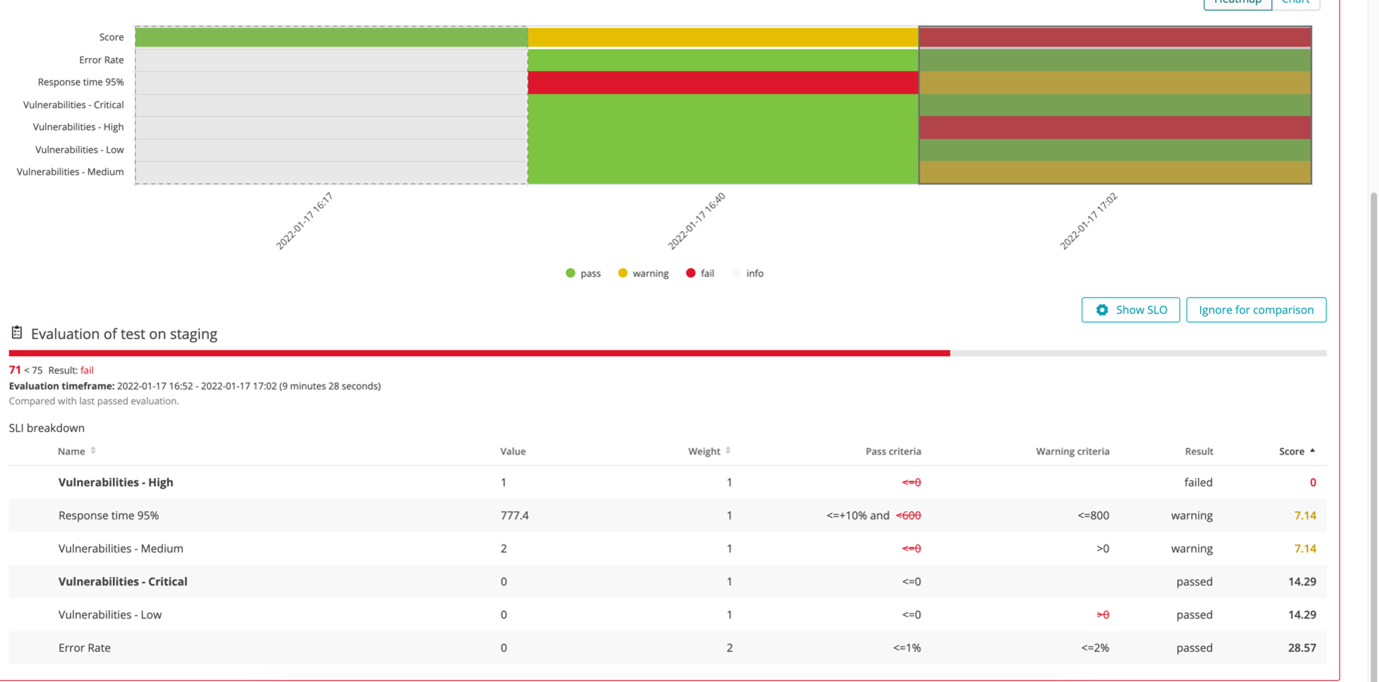 Heatmap Chart
Score
Error Rate
Response time 95%
Vulnerabilities - Critical
Vulnerabilities - High
Vulnerabilities - Low
Vulnerabilities - Medium
2022-01-17 16:17
2022-01-17 16:40
2022-01-17 17:02
pass warning fail info
Show SLO Ignore for comparison
Evaluation of test on staging
71 < 75 Result: fail
Evaluation timeframe: 2022-01-17 16:52 - 2022-01-17 17:02 (9 minutes 28 seconds)
Compared with last passed evaluation.
SLI breakdown
Name Value Weight Pass criteria Warning criteria Result Score
Vulnerabilities - High 1 1 <=0 failed 0
Response time 95% 777.4 1 <=+10% and <600 <=800 warning 7.14
Vulnerabilities - Medium 2 1 <=0 >0 warning 7.14
Vulnerabilities - Critical 0 1 <=0 passed 14.29
Vulnerabilities - Low 0 1 <=0 >0 passed 14.29
Error Rate 0 2 <=1% <=2% passed 28.57